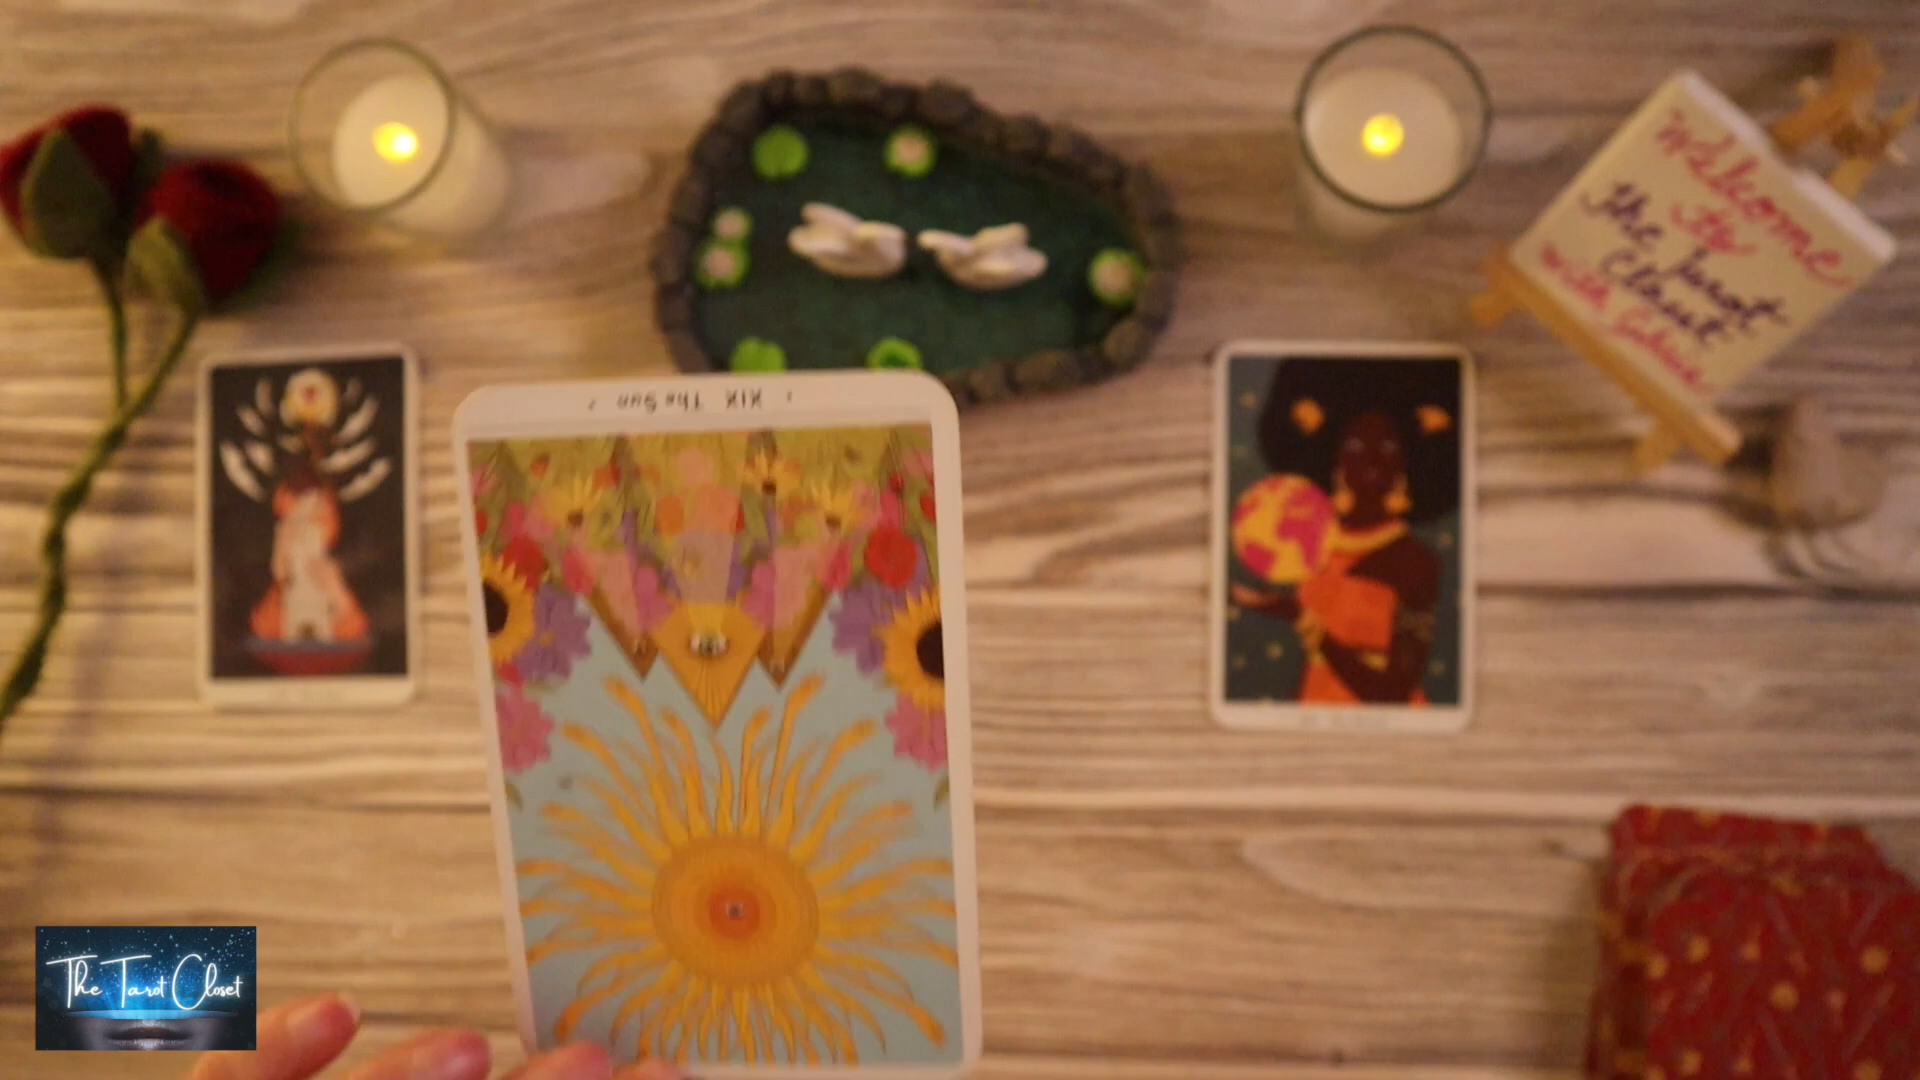 Welcome
to
the Tarot
Closet
with
XIX The Sun
The Tarot Closet